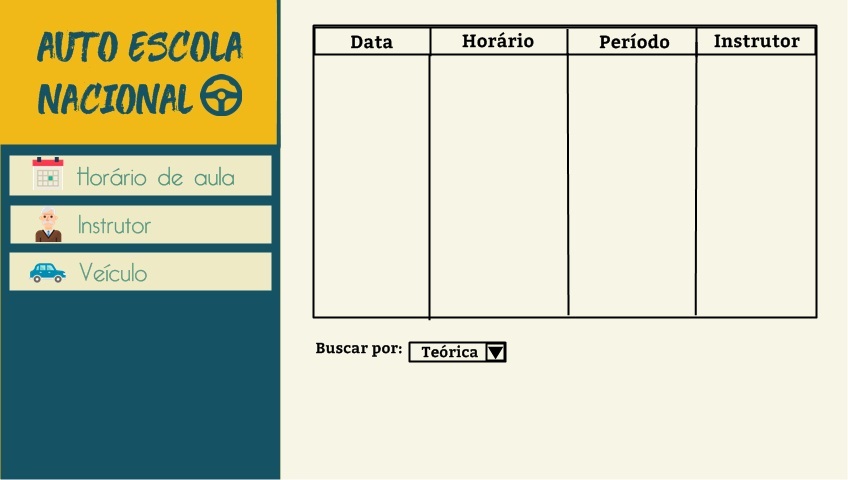 AUTO ESCOLA
NACIONAL
Horário de aula
Instrutor
Veículo
Data Horário Período Instrutor
Buscar por: Teórica